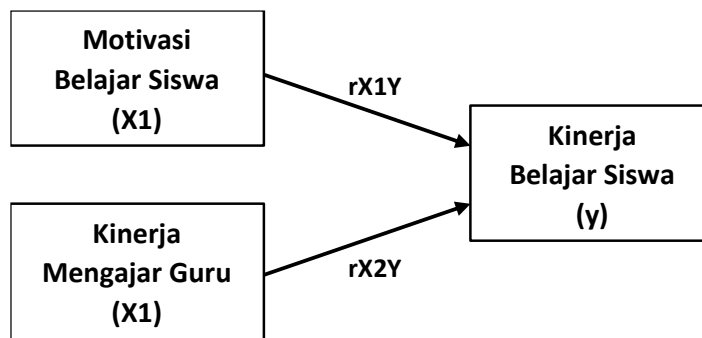 Motivasi
Belajar Siswa
(X1)
rX1Y
Kinerja
Belajar Siswa
(y)
Kinerja
Mengajar Guru
(X1)
rX2Y